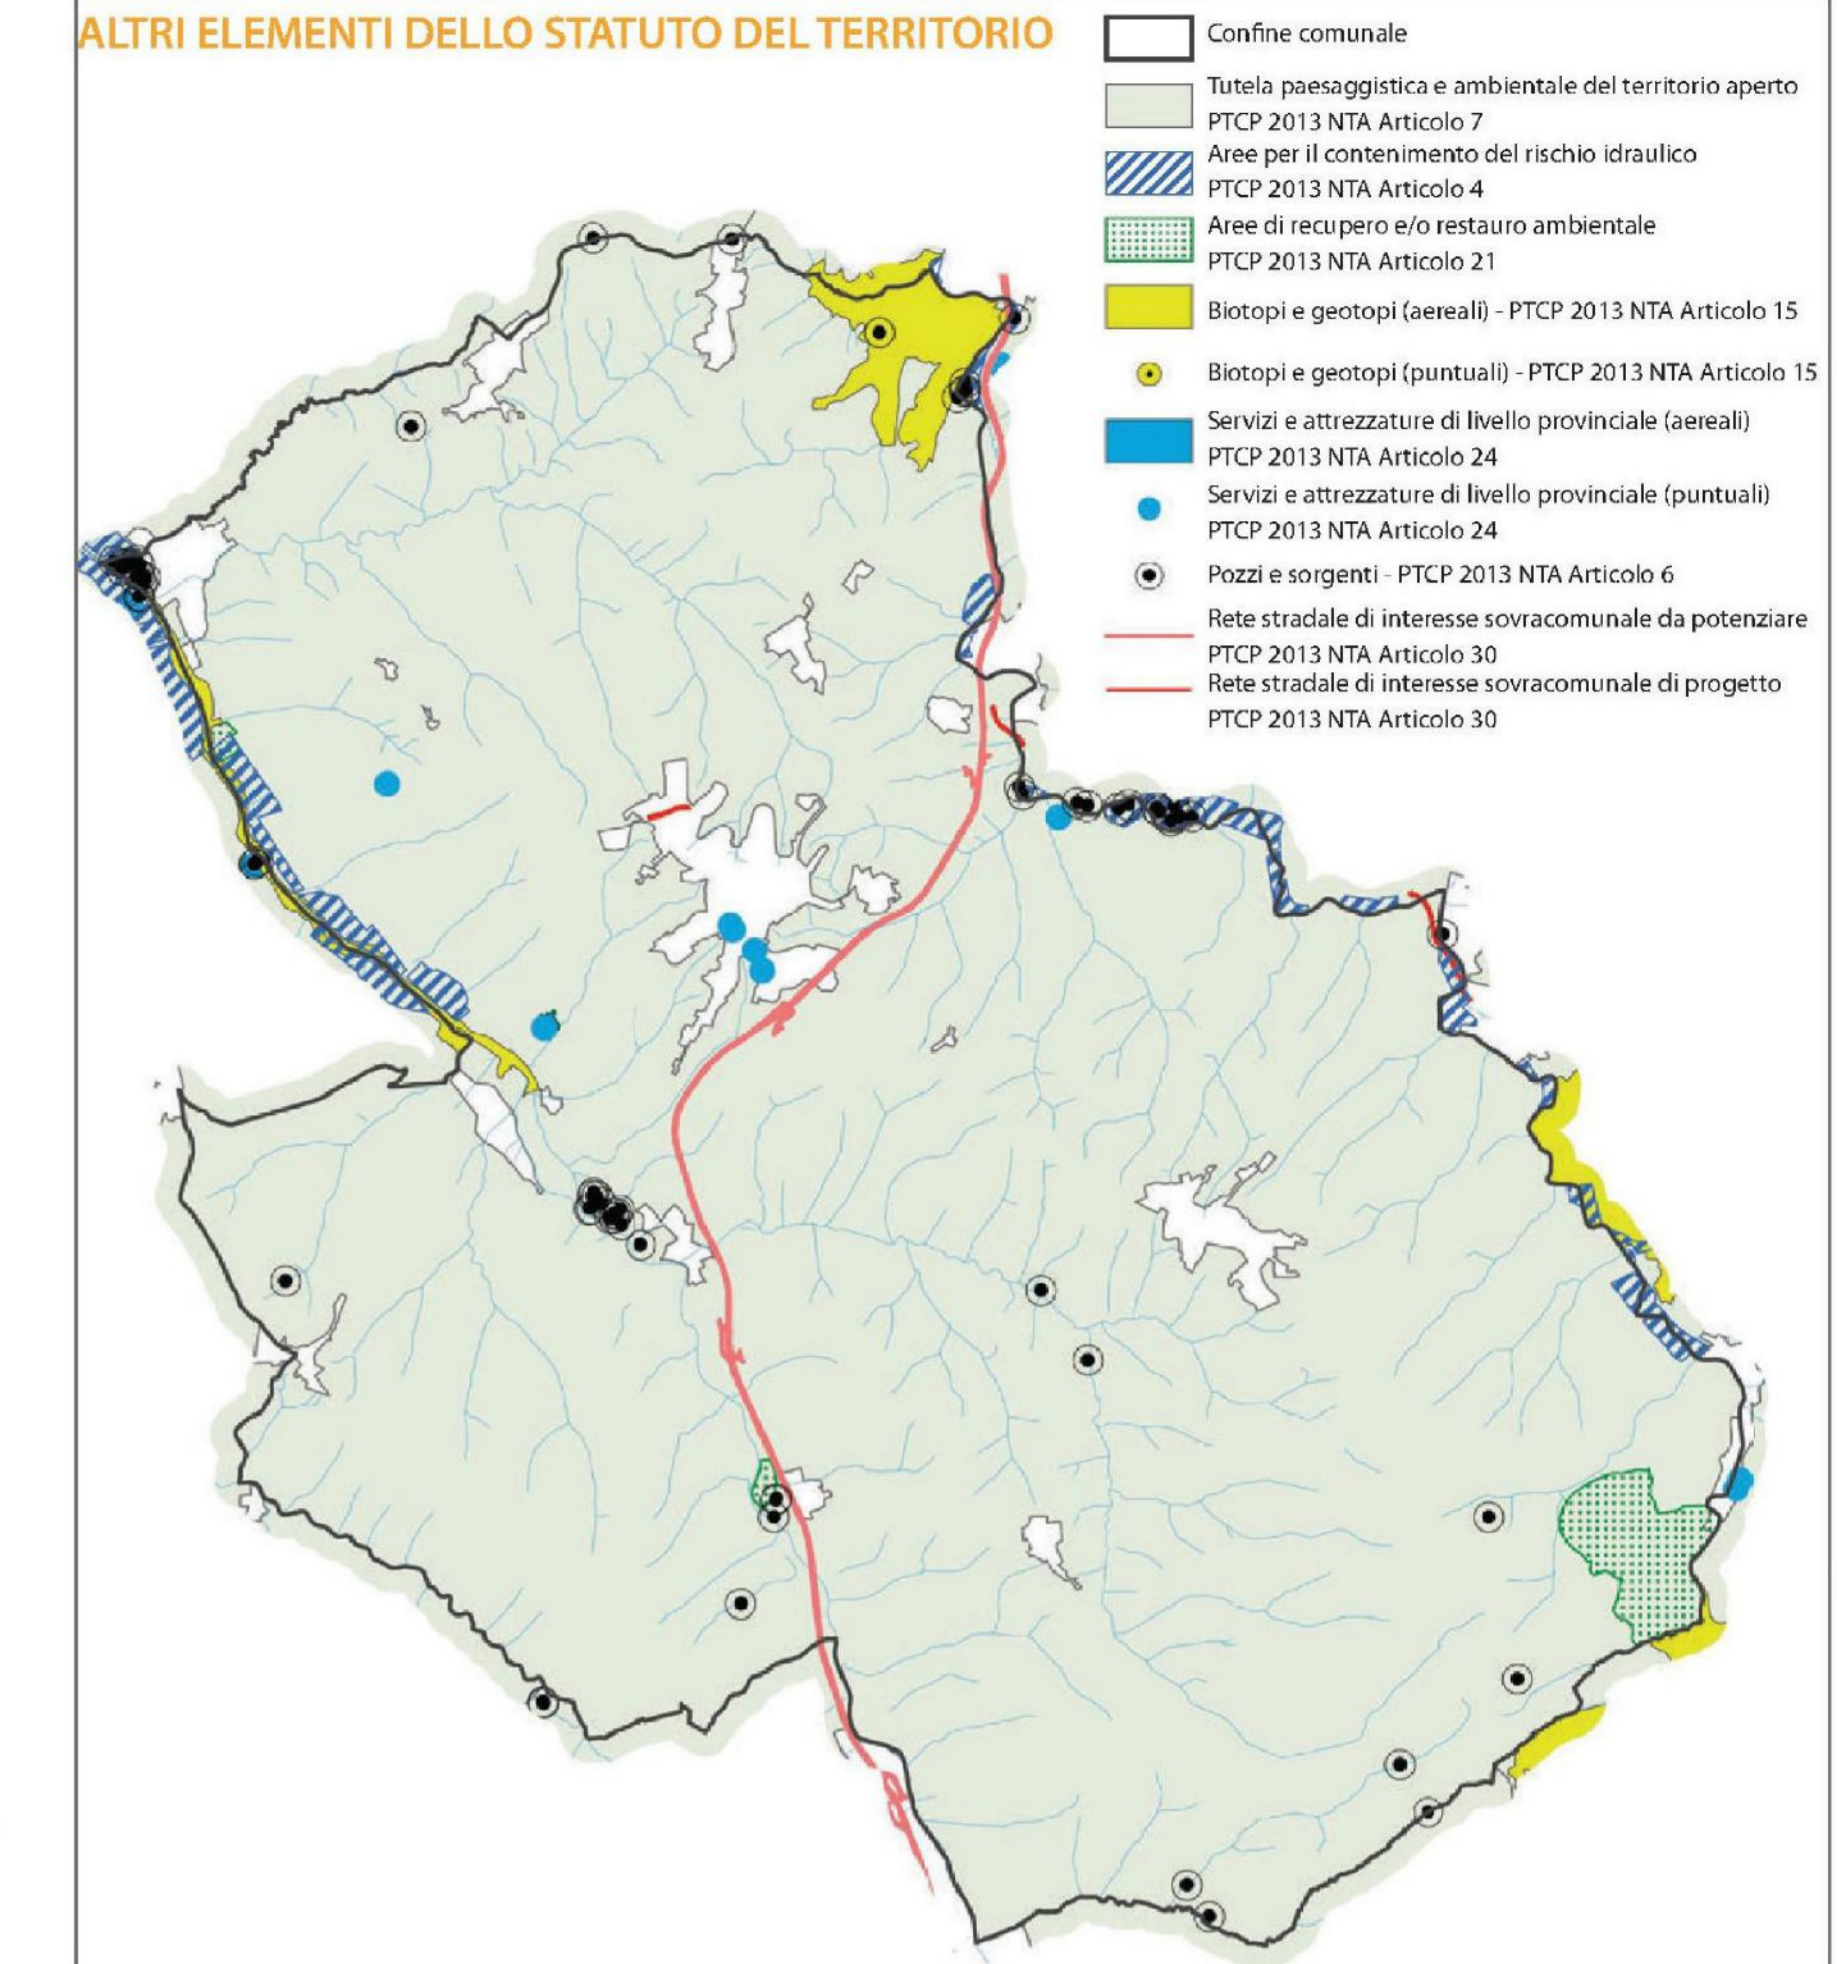 ALTRI ELEMENTI DELLO STATUTO DEL TERRITORIO
Confine comunale
Tutela paesaggistica e ambientale del territorio aperto
PTCP 2013 NTA Articolo 7
Aree per il contenimento del rischio idraulico
PTCP 2013 NTA Articolo 4
Aree di recupero e/o restauro ambientale
PTCP 2013 NTA Articolo 21
Biotopi e geotopi (aereali) - PTCP 2013 NTA Articolo 15
Biotopi e geotopi (puntuali) - PTCP 2013 NTA Articolo 15
Servizi e attrezzature di livello provinciale (aereali)
PTCP 2013 NTA Articolo 24
Servizi e attrezzature di livello provinciale (puntuali)
PTCP 2013 NTA Articolo 24
Pozzi e sorgenti - PTCP 2013 NTA Articolo 6
Rete stradale di interesse sovracomunale da potenziare
PTCP 2013 NTA Articolo 30
Rete stradale di interesse sovracomunale di progetto
PTCP 2013 NTA Articolo 30